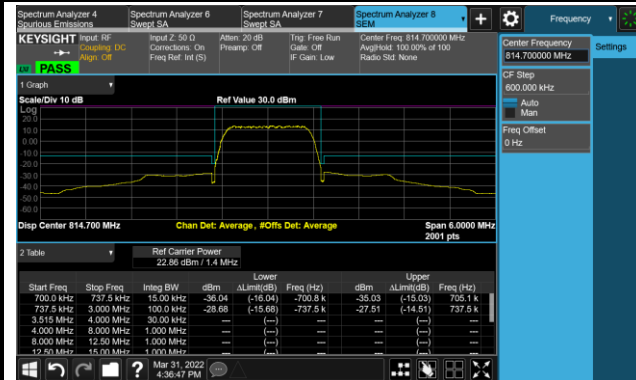 Spectrum Analyzer 4 Spectrum Analyzer 6 Spectrum Analyzer 7 Spectrum Analyzer 8 + Frequency
Spurious Emissions Swept SA Swept SA SEM
KEYSIGHT Input: RF Input Z: 50 Ω Atten: 20 dB Trig: Free Run Center Freq: 814.700000 MHz
Coupling: DC Corrections: On Preamp: Off Gate: Off Avg|Hold: 100.00% of 100
Align: Off Freq Ref: Int (S) IF Gain: Low Radio Std: None
PASS
Center Frequency Settings
814.700000 MHz
CF Step
600.000 kHz
Auto
Man
Freq Offset
0 Hz
1 Graph
Scale/Div 10 dB Ref Value 30.0 dBm
Log
20.0
10.0
0.00
-10.0
-20.0
-30.0
-40.0
-50.0
-60.0
Disp Center 814.700 MHz Chan Det: Average, #Offs Det: Average Span 6.0000 MHz
2001 pts
2 Table Ref Carrier Power
22.86 dBm / 1.4 MHz
Lower Upper
Start Freq Stop Freq Integ BW dBm ΔLimit(dB) Freq (Hz) dBm ΔLimit(dB) Freq (Hz)
700.0 kHz 737.5 kHz 15.00 kHz -36.04 (-16.04) -700.8 k -35.03 (-15.03) 705.1 k
737.5 kHz 3.000 MHz 100.0 kHz -28.68 (-15.68) -737.5 k -27.51 (-14.51) 737.5 k
3.515 MHz 4.000 MHz 30.00 kHz --- (---) --- --- (---) ---
4.000 MHz 8.000 MHz 1.000 MHz --- (---) --- --- (---) ---
8.000 MHz 12.50 MHz 1.000 MHz --- (---) --- --- (---) ---
12.50 MHz 15.00 MHz 1.000 MHz --- (---) --- --- (---) ---
? Mar 31, 2022
4:36:47 PM